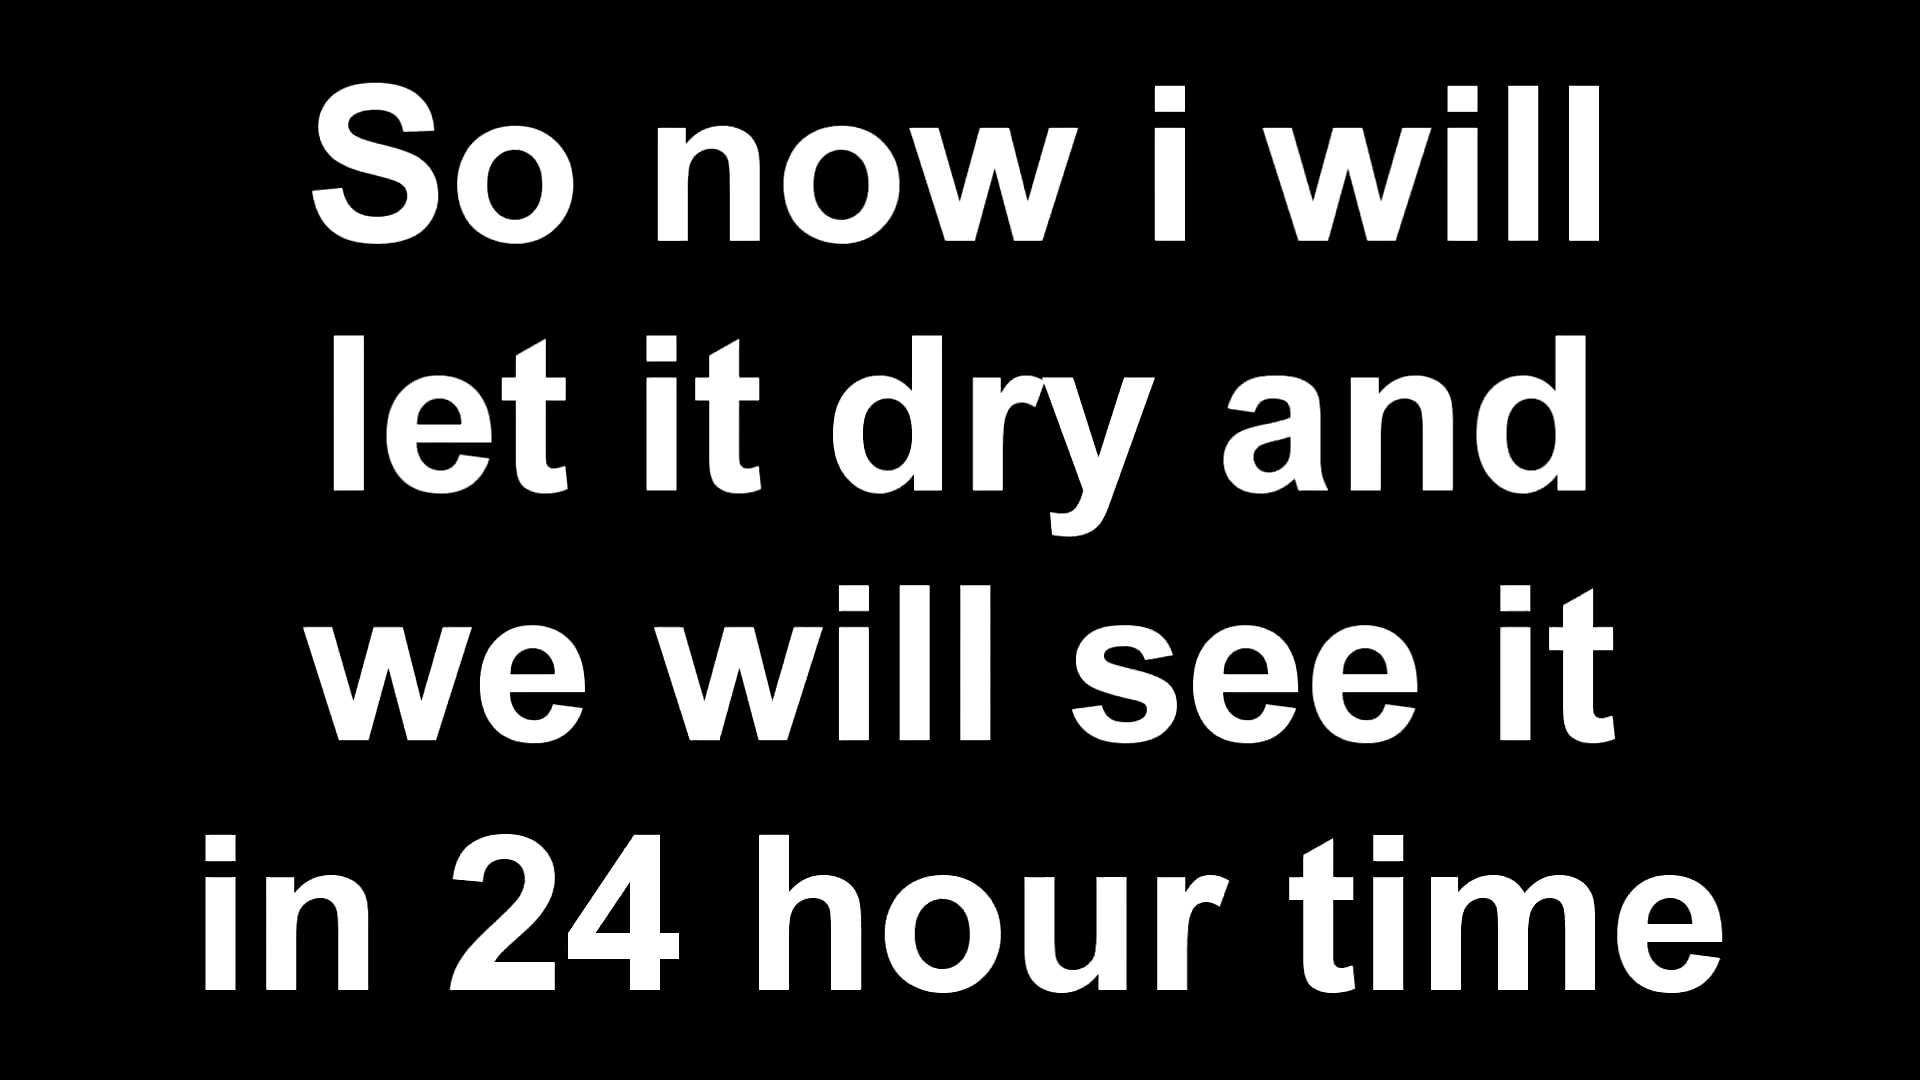 So now i will
let it dry and
we will see it
in 24 hour time